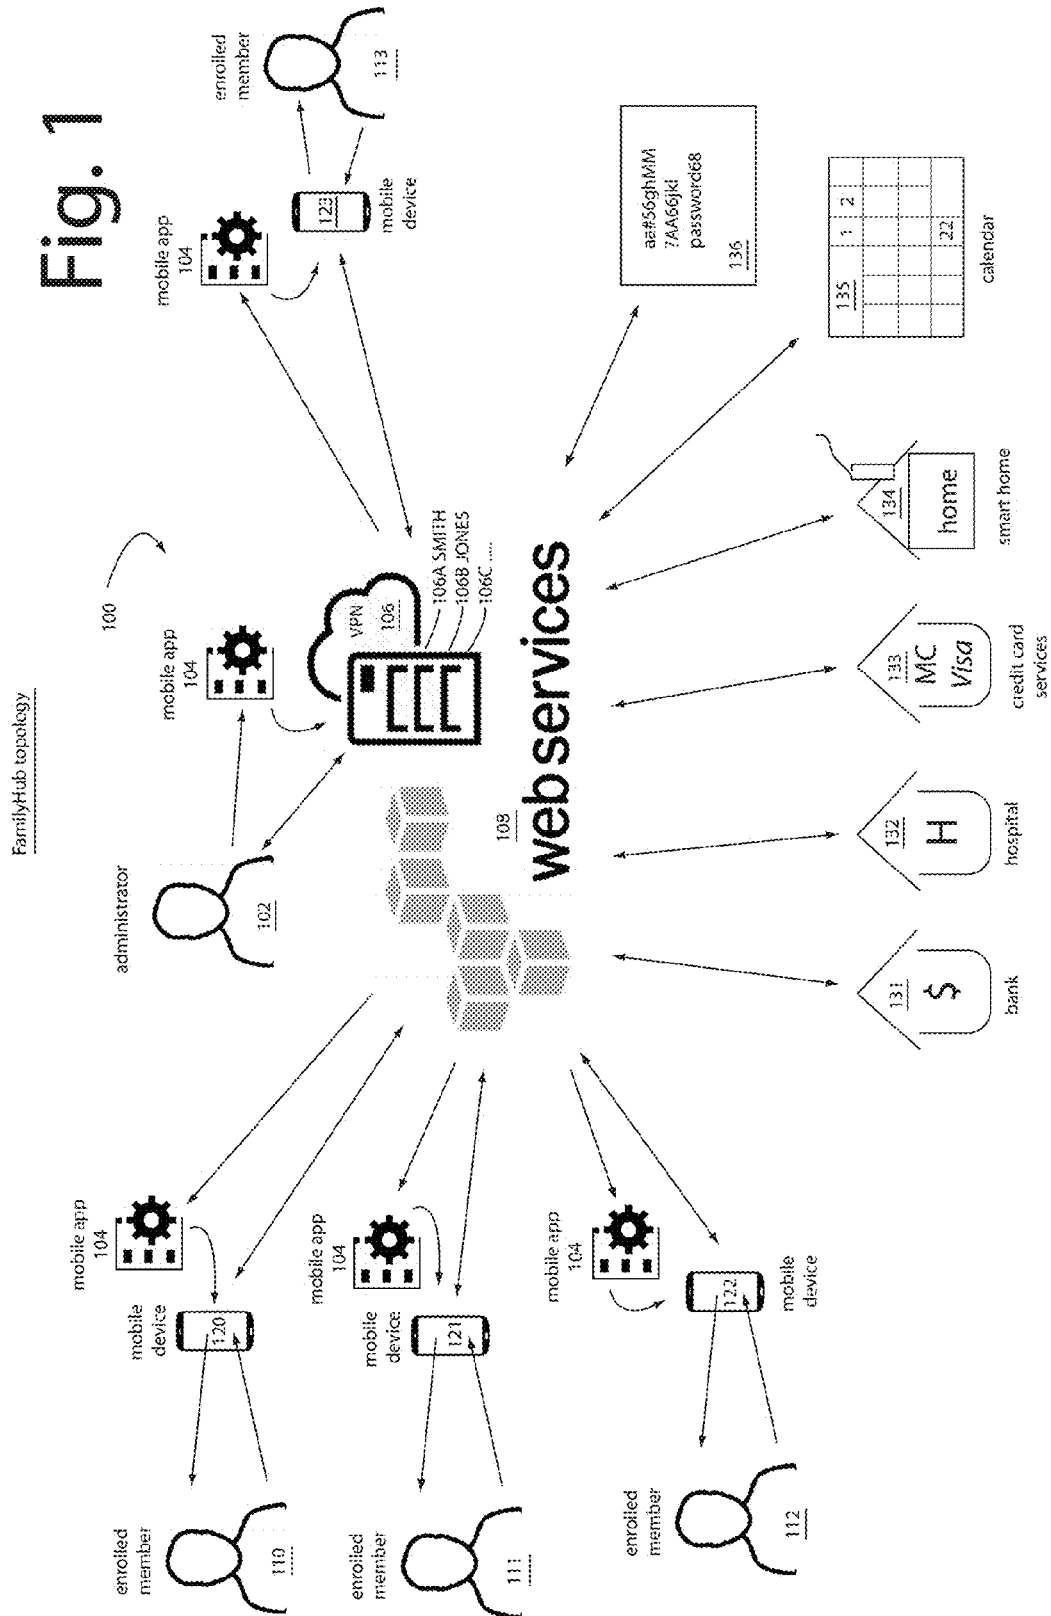 FamilyHub topology
Fig. 1
100
administrator
102
mobile app
104
VPN
106
106A SMITH
106B JONES
106C .....
108
web services
mobile app
104
mobile
device
120
enrolled
member
110
mobile app
104
mobile
device
121
enrolled
member
111
mobile app
104
122
mobile
device
enrolled
member
112
mobile app
104
123
mobile
device
enrolled
member
113
131
$
bank
132
H
hospital
133
MC
Visa
credit card
services
134
home
smart home
135
1
2
22
calendar
aa#56ghMM
7AA66jkl
password68
136